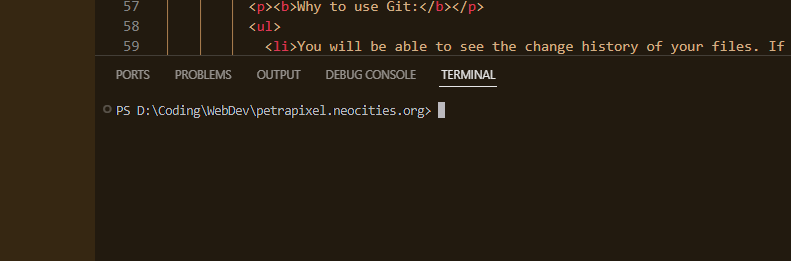 57 <p><b>Why to use Git:</b></p>
58 <ul>
59 <li>You will be able to see the change history of your files. If
PORTS PROBLEMS OUTPUT DEBUG CONSOLE TERMINAL
PS D:\Coding\WebDev\petrapixel.neocities.org>